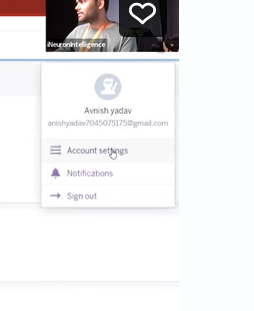 iNeuronIntelligence
Avnish yadav
anishyadav7045075175@gmail.com
Account settings
Notifications
Sign out